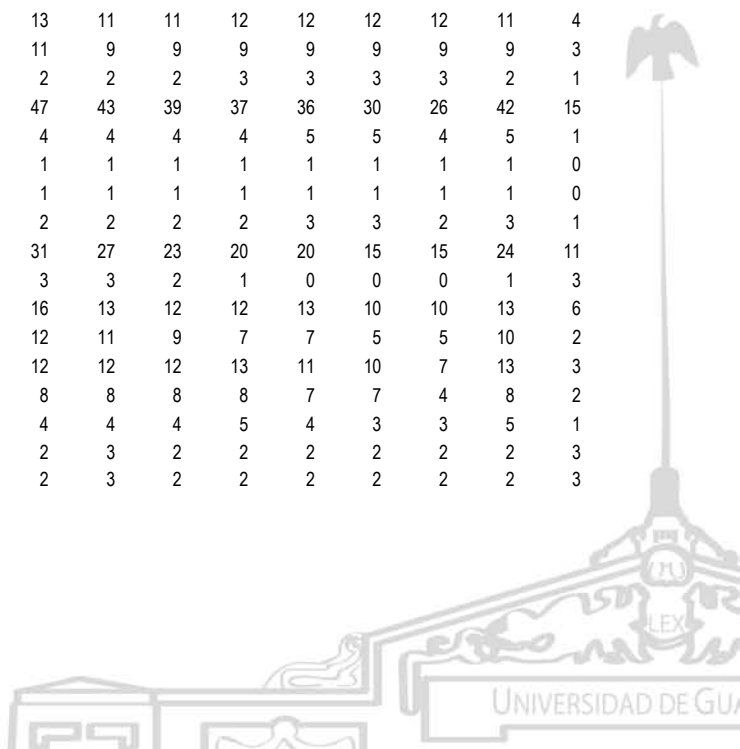 13 11 11 12 12 12 12 11 4
11 9 9 9 9 9 9 9 3
2 2 2 3 3 3 3 2 1
47 43 39 37 36 30 26 42 15
4 4 4 4 5 5 4 5 1
1 1 1 1 1 1 1 1 0
1 1 1 1 1 1 1 1 0
2 2 2 2 3 3 2 3 1
31 27 23 20 20 15 15 24 11
3 3 2 1 0 0 0 1 3
16 13 12 12 13 10 10 13 6
12 11 9 7 7 5 5 10 2
12 12 12 13 11 10 7 13 3
8 8 8 8 7 7 4 8 2
4 4 4 5 4 3 3 5 1
2 3 2 2 2 2 2 2 3
2 3 2 2 2 2 2 2 3
LEX
UNIVERSIDAD DE GUA